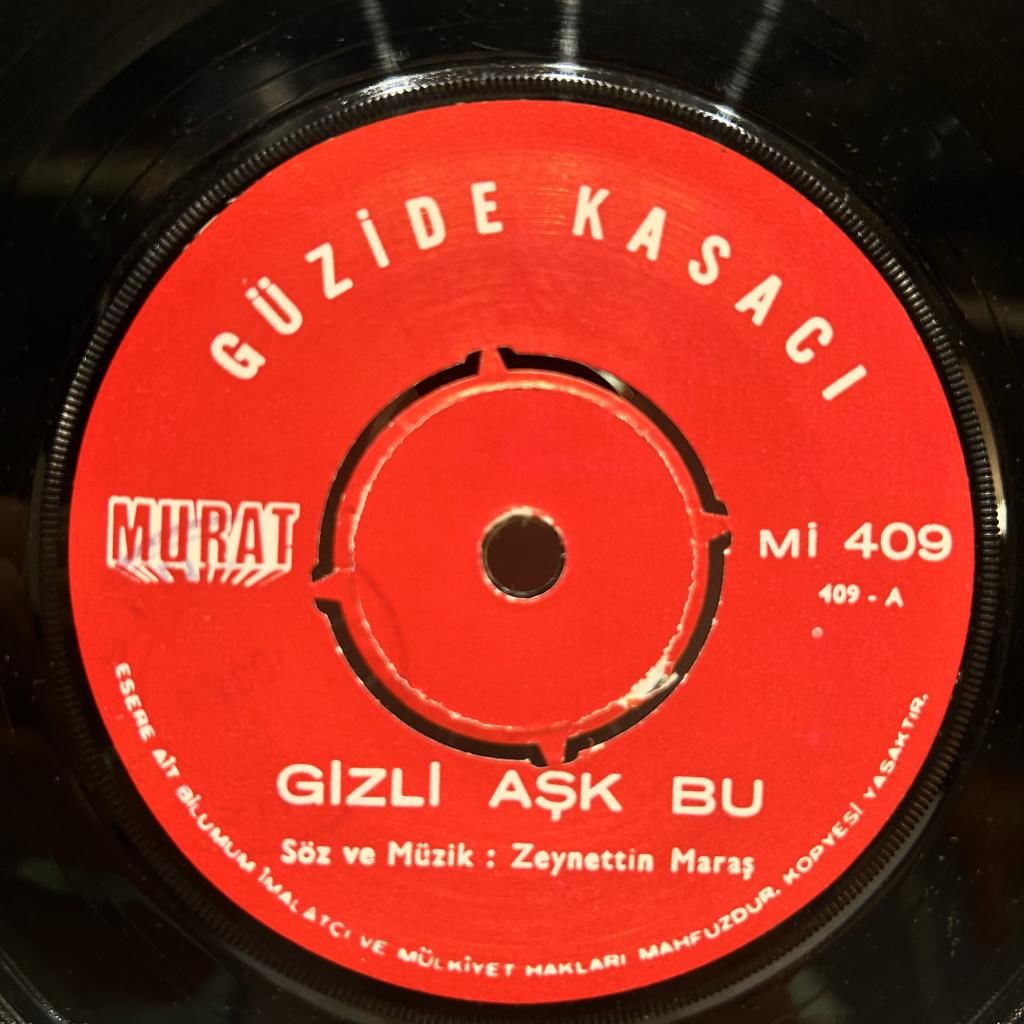 GÜZİDE KASACI
MURAT
Mİ 409
409 - A
GİZLİ AŞK BU
Söz ve Müzik : Zeynettin Maraş
ESERE AİT BİLUMUM İMALATÇI VE MÜLKİYET HAKLARI MAHFUZDUR. KOPYESİ YASAKTIR.